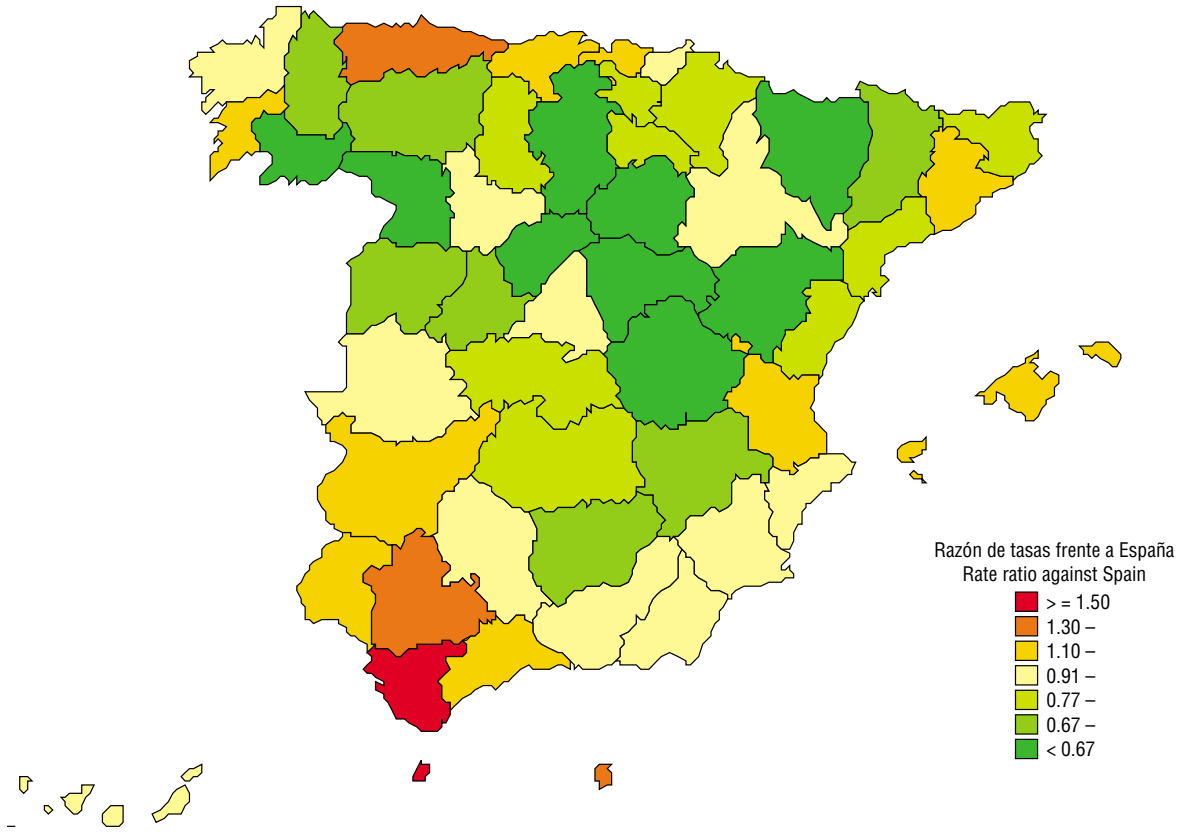 Razón de tasas frente a España
Rate ratio against Spain
> = 1.50
1.30 –
1.10 –
0.91 –
0.77 –
0.67 –
< 0.67